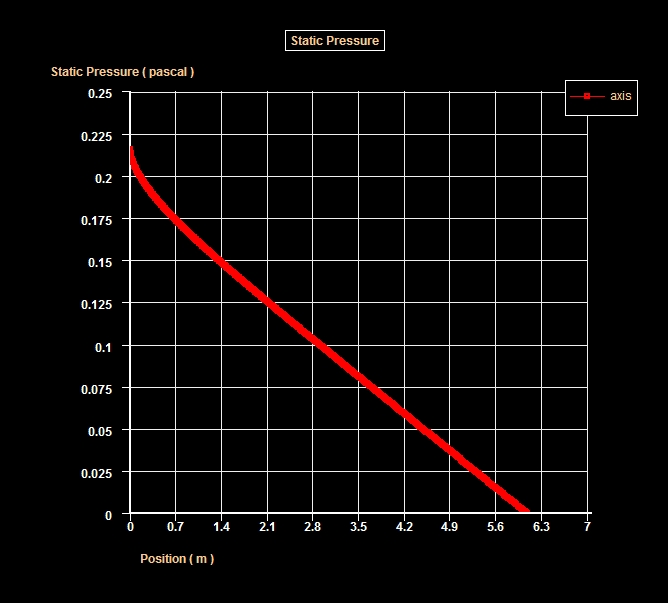 Static Pressure
Static Pressure ( pascal )
axis
0.25
0.225
0.2
0.175
0.15
0.125
0.1
0.075
0.05
0.025
0
0 0.7 1.4 2.1 2.8 3.5 4.2 4.9 5.6 6.3 7
Position ( m )